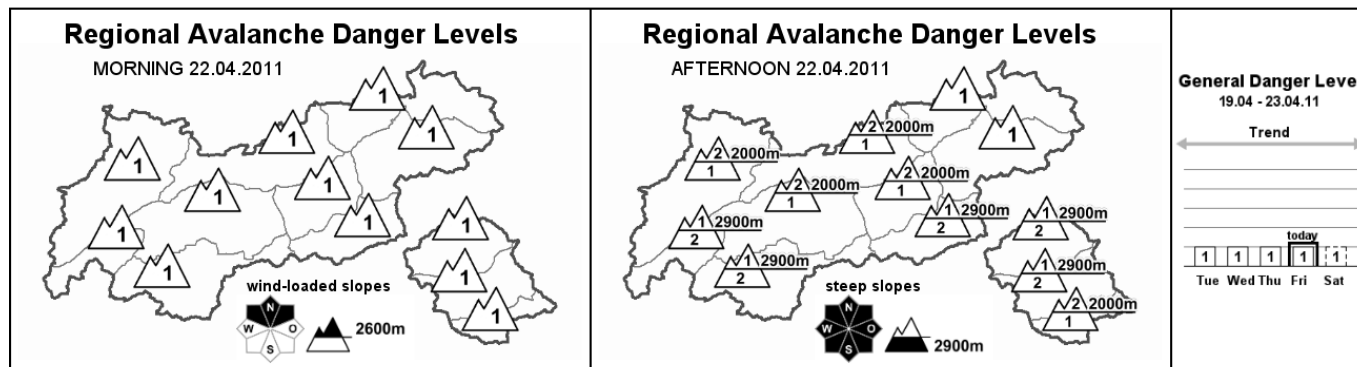 Regional Avalanche Danger Levels
MORNING 22.04.2011
1
1
1
1
1
1
1
1
1
1
1
1
wind-loaded slopes
N
W O
S
2600m
Regional Avalanche Danger Levels
AFTERNOON 22.04.2011
1
2 2000m
1
1
2 2000m
1
2 2000m
1
2 2000m
1
1 2900m
2
1 2900m
2
1 2900m
2
1 2900m
2
1 2900m
2
2 2000m
1
steep slopes
N
W O
S
2900m
General Danger Leve
19.04 - 23.04.11
Trend
today
1 1 1 1 1
Tue Wed Thu Fri Sat